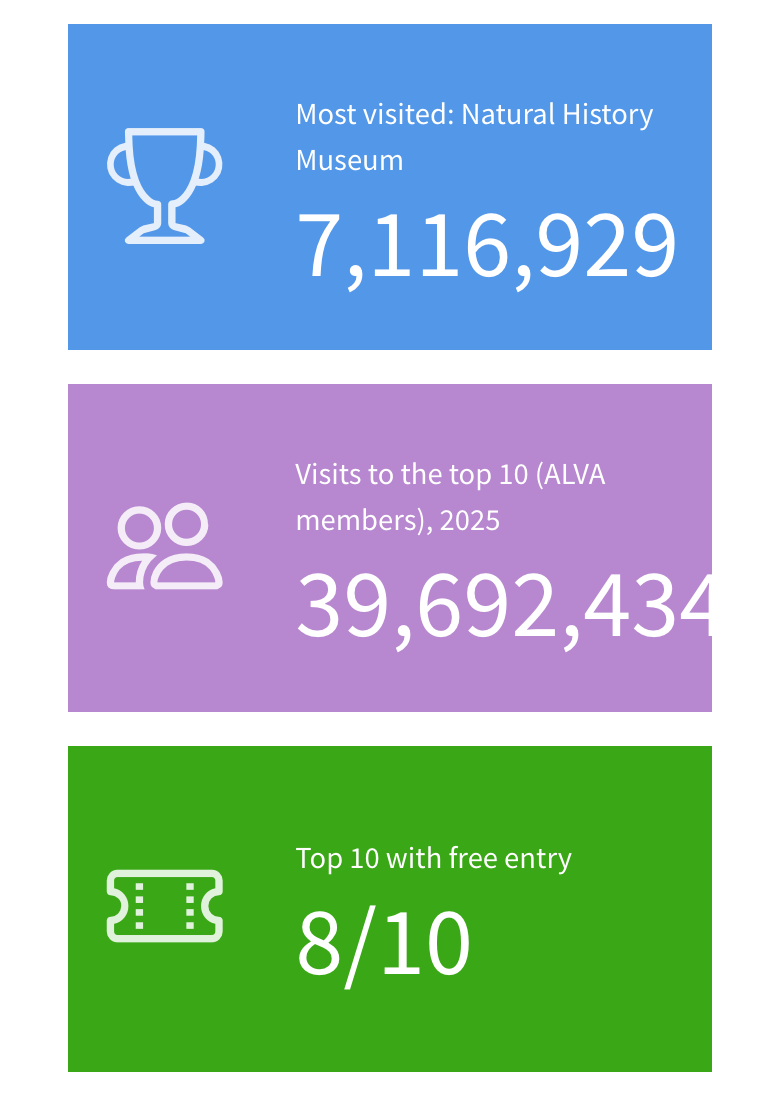 Most visited: Natural History
Museum
7,116,929
Visits to the top 10 (ALVA
members), 2025
39,692,434
Top 10 with free entry
8/10